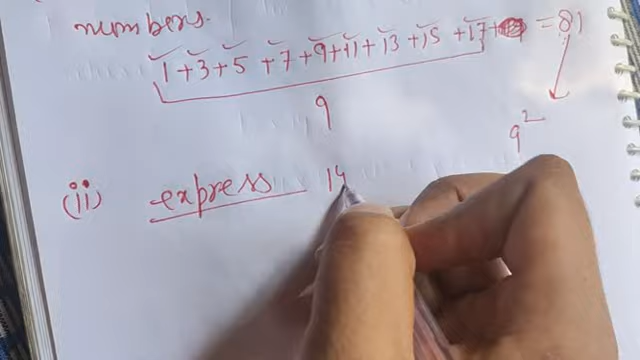 numbers.
1+3+5+7+9+11+13+15+17+ = 81
9
9²
(ii) express 14